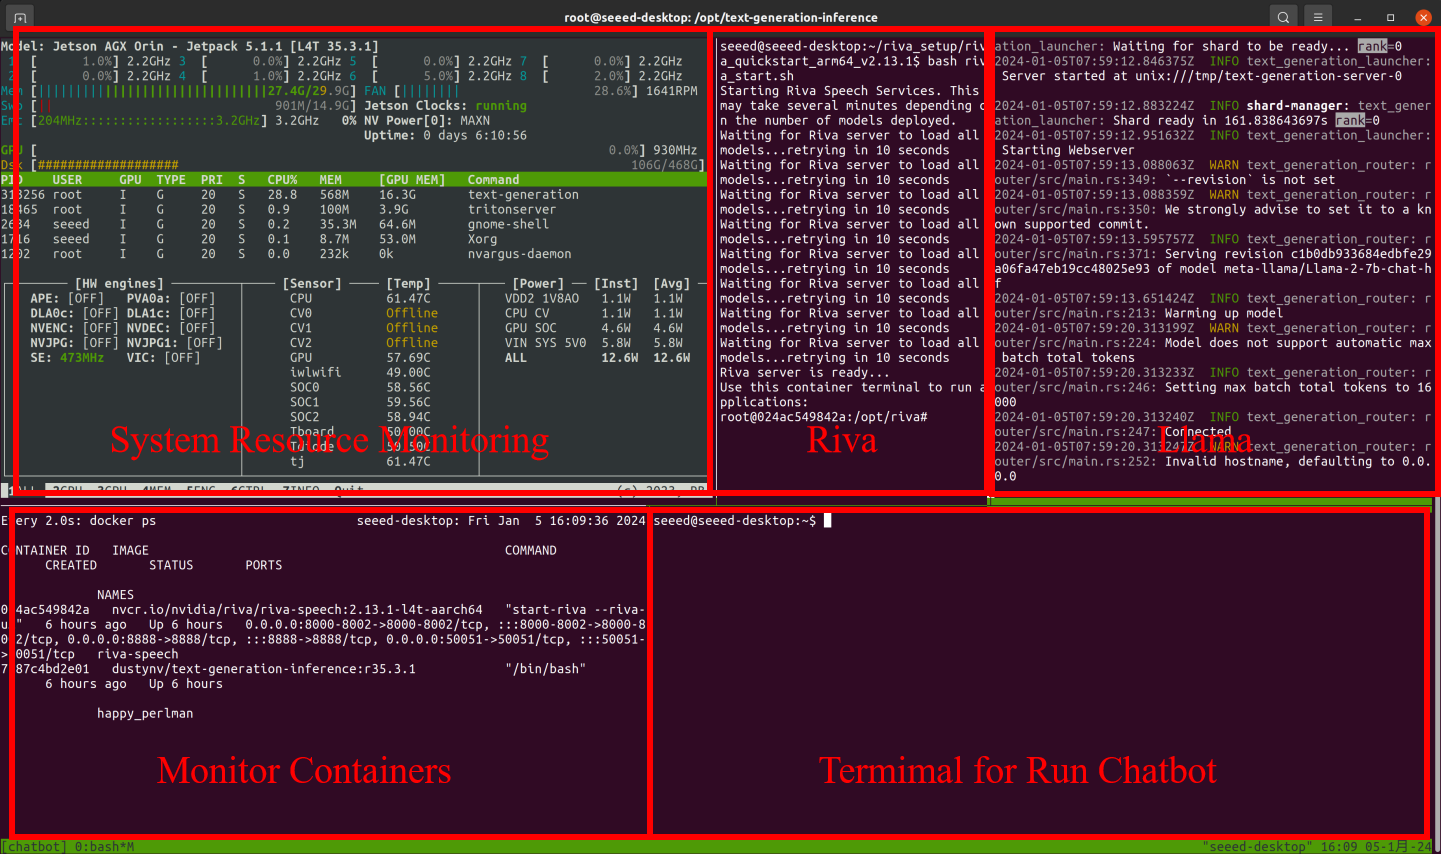 root@seeed-desktop: /opt/text-generation-inference
Model: Jetson AGX Orin - Jetpack 5.1.1 [L4T 35.3.1]
1 [ 1.0%] 2.2GHz 3 [ 0.0%] 2.2GHz 5 [ 0.0%] 2.2GHz 7 [ 0.0%] 2.2GHz
2 [ 0.0%] 2.2GHz 4 [ 1.0%] 2.2GHz 6 [ 5.0%] 2.2GHz 8 [ 2.0%] 2.2GHz
Mem [||||||||||||||||||||||||||||||27.4G/29.9G] FAN [|||||||| 28.6%] 1641RPM
Swp [|| 901M/14.9G] Jetson Clocks: running
Emc [204MHz::::::::::::::::::3.2GHz] 3.2GHz 0% NV Power[0]: MAXN
Uptime: 0 days 6:10:56
GPU [ 0.0%] 930MHz
Dsk [################### 106G/468G]
PID USER GPU TYPE PRI S CPU% MEM [GPU MEM] Command
313256 root I G 20 S 28.8 568M 16.3G text-generation
18465 root I G 20 S 0.9 100M 3.9G tritonserver
2634 seeed I G 20 S 0.2 35.3M 64.6M gnome-shell
1716 seeed I G 20 S 0.1 8.7M 53.0M Xorg
1202 root I G 20 S 0.0 232k 0k nvargus-daemon
[HW engines] [Sensor] [Temp] [Power] [Inst] [Avg]
APE: [OFF] PVA0a: [OFF] CPU 61.47C VDD2 1V8AO 1.1W 1.1W
DLA0c: [OFF] DLA1c: [OFF] CV0 Offline CPU CV 1.1W 1.1W
NVENC: [OFF] NVDEC: [OFF] CV1 Offline GPU SOC 4.6W 4.6W
NVJPG: [OFF] NVJPG1: [OFF] CV2 Offline VIN SYS 5V0 5.8W 5.8W
SE: 473MHz VIC: [OFF] GPU 57.69C ALL 12.6W 12.6W
iwlwifi 49.00C
SOC0 58.56C
SOC1 59.56C
SOC2 58.94C
Tboard 50.00C
Tdiode
tj 61.47C
System Resource Monitoring
seeed@seeed-desktop:~/riva_setup/riv
a_quickstart_arm64_v2.13.1$ bash riv
a_start.sh
Starting Riva Speech Services. This
may take several minutes depending o
n the number of models deployed.
Waiting for Riva server to load all
models...retrying in 10 seconds
Waiting for Riva server to load all
models...retrying in 10 seconds
Waiting for Riva server to load all
models...retrying in 10 seconds
Waiting for Riva server to load all
models...retrying in 10 seconds
Waiting for Riva server to load all
models...retrying in 10 seconds
Waiting for Riva server to load all
models...retrying in 10 seconds
Waiting for Riva server to load all
models...retrying in 10 seconds
Waiting for Riva server to load all
models...retrying in 10 seconds
Riva server is ready...
Use this container terminal to run a
pplications:
root@024ac549842a:/opt/riva#
Riva
ation_launcher: Waiting for shard to be ready... rank=0
2024-01-05T07:59:12.846375Z INFO text_generation_launcher:
Server started at unix:///tmp/text-generation-server-0
2024-01-05T07:59:12.883224Z INFO shard-manager: text_gener
ation_launcher: Shard ready in 161.838643697s rank=0
2024-01-05T07:59:12.951632Z INFO text_generation_launcher:
Starting Webserver
2024-01-05T07:59:13.088063Z WARN text_generation_router: r
outer/src/main.rs:349: `--revision` is not set
2024-01-05T07:59:13.088359Z WARN text_generation_router: r
outer/src/main.rs:350: We strongly advise to set it to a kn
own supported commit.
2024-01-05T07:59:13.595757Z INFO text_generation_router: r
outer/src/main.rs:371: Serving revision c1b0db933684edbfe29
a06fa47eb19cc48025e93 of model meta-llama/Llama-2-7b-chat-h
f
2024-01-05T07:59:13.651424Z INFO text_generation_router: r
outer/src/main.rs:213: Warming up model
2024-01-05T07:59:20.313199Z WARN text_generation_router: r
outer/src/main.rs:224: Model does not support automatic max
batch total tokens
2024-01-05T07:59:20.313233Z INFO text_generation_router: r
outer/src/main.rs:246: Setting max batch total tokens to 16
000
2024-01-05T07:59:20.313240Z INFO text_generation_router: r
outer/src/main.rs:247: Connected
2024-01-05T07:59:20.313247Z WARN text_generation_router: r
outer/src/main.rs:252: Invalid hostname, defaulting to 0.0.
0.0
Llama
Every 2.0s: docker ps seeed-desktop: Fri Jan 5 16:09:36 2024
CONTAINER ID IMAGE COMMAND
CREATED STATUS PORTS
NAMES
024ac549842a nvcr.io/nvidia/riva/riva-speech:2.13.1-l4t-aarch64 "start-riva --riva-
u…" 6 hours ago Up 6 hours 0.0.0.0:8000-8002->8000-8002/tcp, :::8000-8002->8000-8
002/tcp, 0.0.0.0:8888->8888/tcp, :::8888->8888/tcp, 0.0.0.0:50051->50051/tcp, :::50051-
>50051/tcp riva-speech
7387c4bd2e01 dustynv/text-generation-inference:r35.3.1 "/bin/bash"
6 hours ago Up 6 hours
happy_perlman
Monitor Containers
seeed@seeed-desktop:~$
Termimal for Run Chatbot
[chatbot] 0:bash*M "seeed-desktop" 16:09 05-1月-24